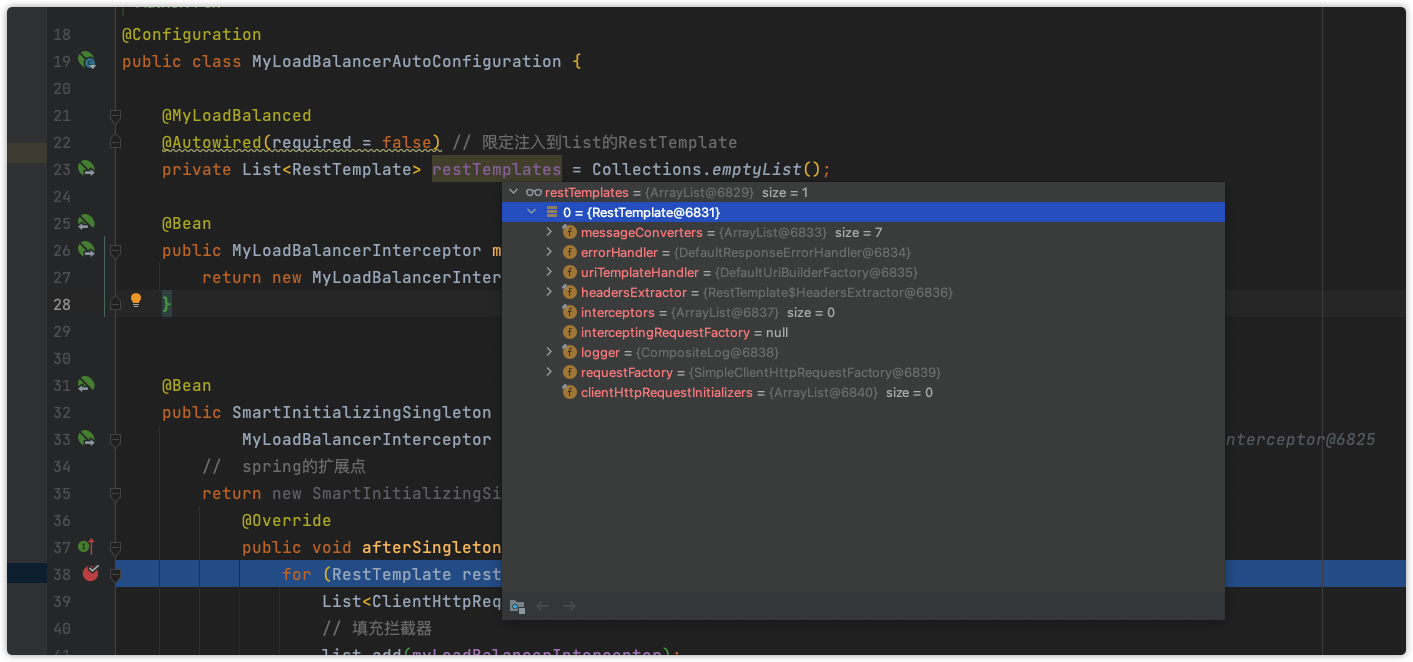 18 @Configuration
19 public class MyLoadBalancerAutoConfiguration {
20
21 @MyLoadBalanced
22 @Autowired(required = false) // 限定注入到list的RestTemplate
23 private List<RestTemplate> restTemplates = Collections.emptyList();
24 restTemplates = {ArrayList@6829} size = 1
0 = {RestTemplate@6831}
25 @Bean
messageConverters = {ArrayList@6833} size = 7
26 public MyLoadBalancerInterceptor m
errorHandler = {DefaultResponseErrorHandler@6834}
27 return new MyLoadBalancerInter
uriTemplateHandler = {DefaultUriBuilderFactory@6835}
headersExtractor = {RestTemplate$HeadersExtractor@6836}
28 }
interceptors = {ArrayList@6837} size = 0
29 interceptingRequestFactory = null
30 logger = {CompositeLog@6838}
requestFactory = {SimpleClientHttpRequestFactory@6839}
31 @Bean
clientHttpRequestInitializers = {ArrayList@6840} size = 0
32 public SmartInitializingSingleton
33 MyLoadBalancerInterceptor nterceptor@6825
34 // spring的扩展点
35 return new SmartInitializingSi
36 @Override
37 public void afterSingleton
38 for (RestTemplate rest
39 List<ClientHttpReq
40 // 填充拦截器
41 list.add(myLoadBalancerInterceptor);